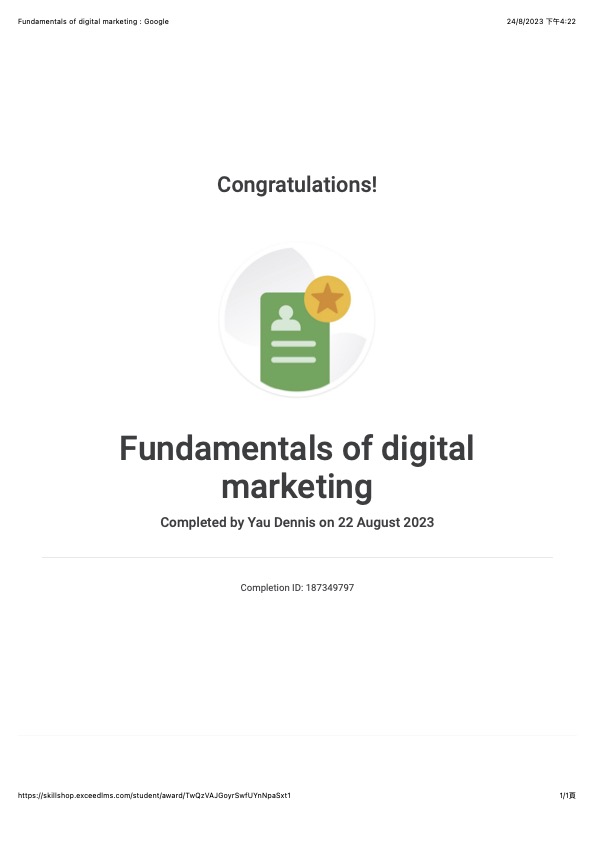 Fundamentals of digital marketing : Google 24/8/2023 下午4:22
Congratulations!
Fundamentals of digital
marketing
Completed by Yau Dennis on 22 August 2023
Completion ID: 187349797
https://skillshop.exceedlms.com/student/award/TwQzVAJGoyrSwfUYnNpaSxt1 1/1頁